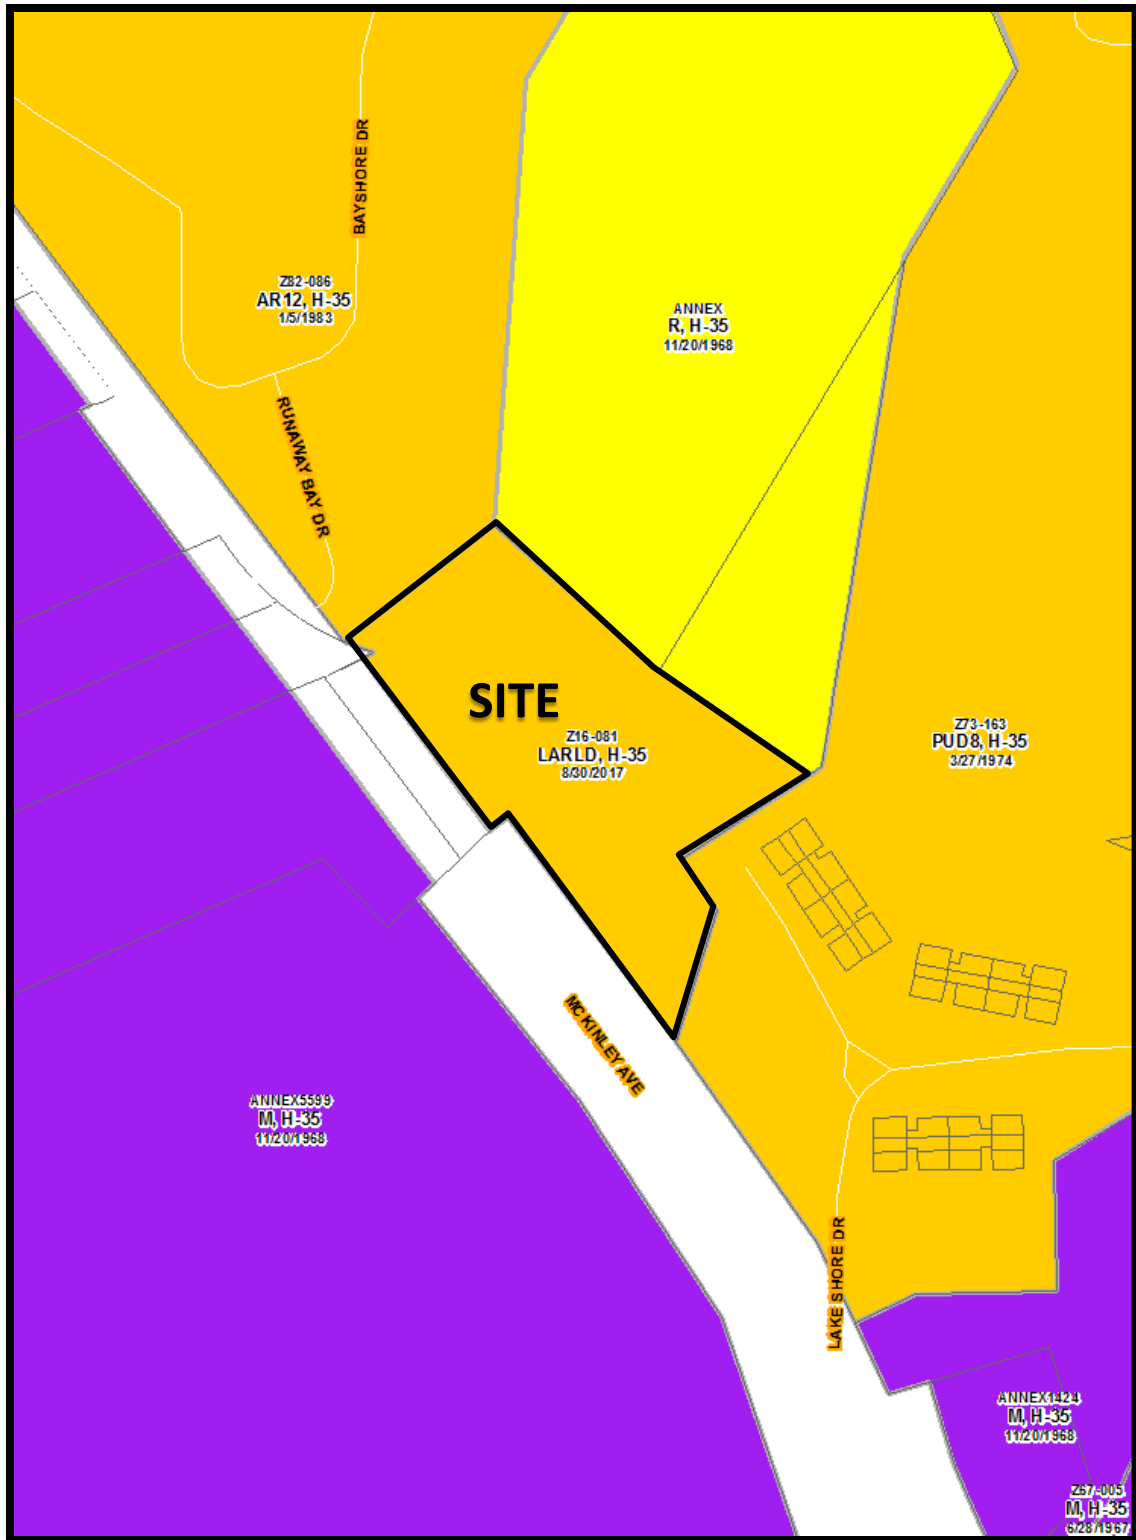 BAYSHORE DR
Z82-086
AR12, H-35
1/5/1983
ANNEX
R, H-35
11/20/1968
RUNAWAY BAY DR
SITE
Z16-081
LARLD, H-35
8/30/2017
Z73-163
PUD8, H-35
3/27/1974
MC KINLEY AVE
ANNEX5599
M, H-35
11/20/1968
LAKE SHORE DR
ANNEX1424
M, H-35
11/20/1968
Z67-005
M, H-35
6/28/1967